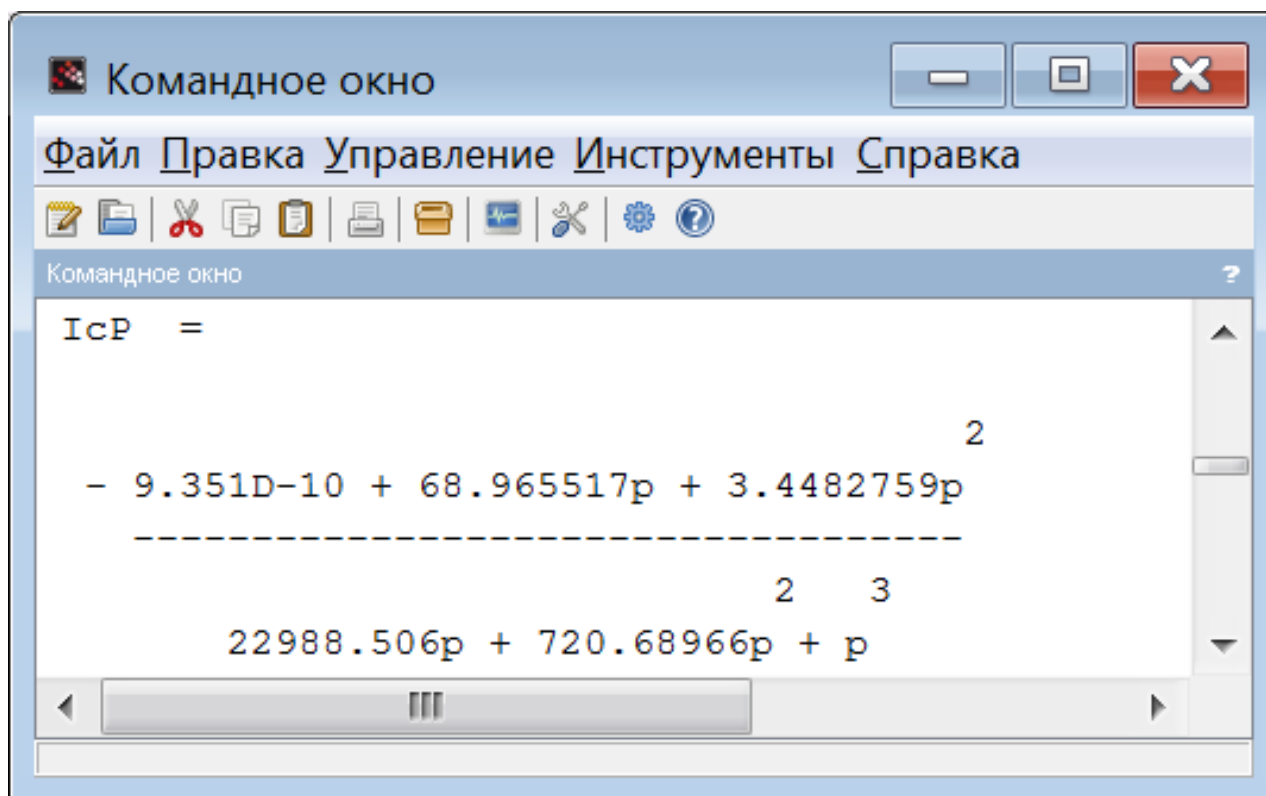 Командное окно
Файл Правка Управление Инструменты Справка
Командное окно ?
IcP =
2
- 9.351D-10 + 68.965517p + 3.4482759p
-----------------------------------
2 3
22988.506p + 720.68966p + p